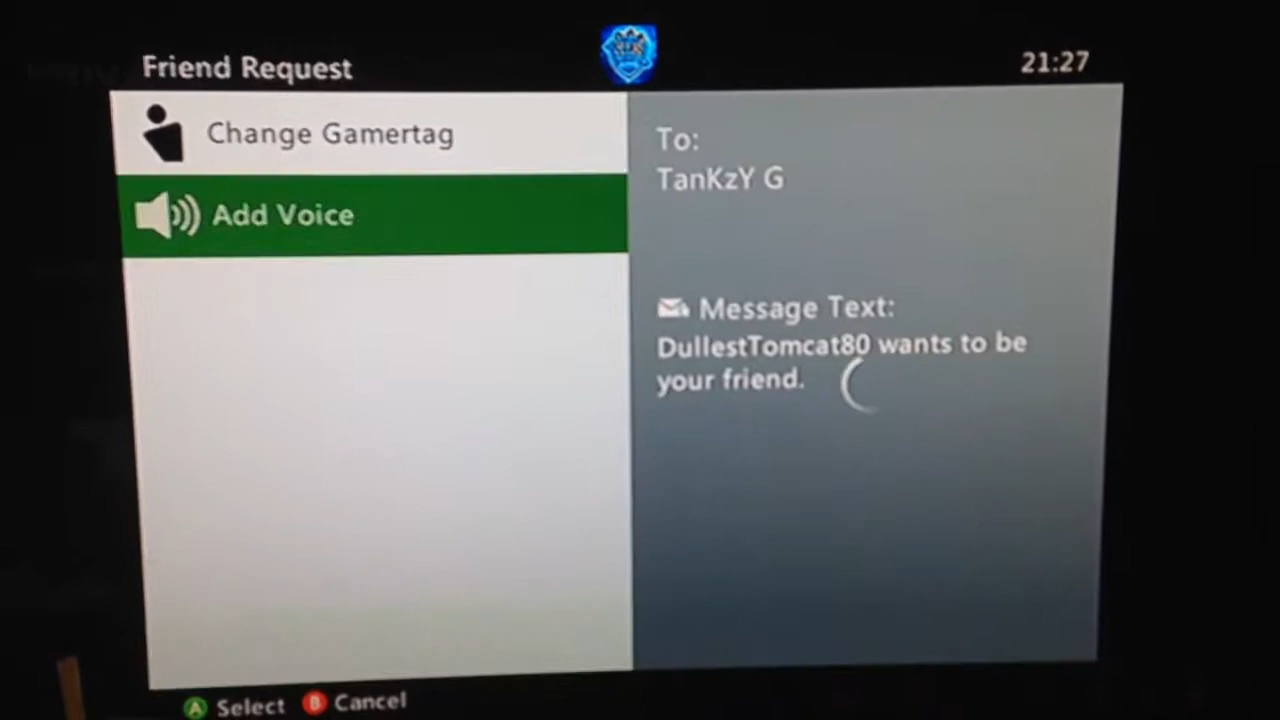 Friend Request
21:27
Change Gamertag
Add Voice
To:
TanKzY G
Message Text:
DullestTomcat80 wants to be
your friend.
A Select B Cancel